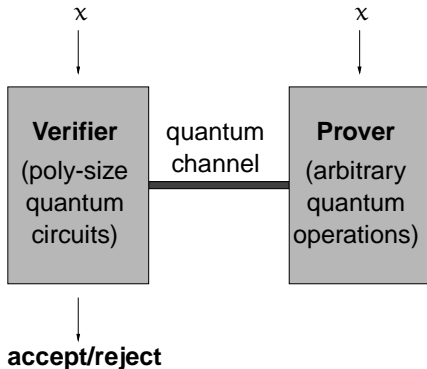 x
x
Verifier
(poly-size
quantum
circuits)
quantum
channel
Prover
(arbitrary
quantum
operations)
accept/reject